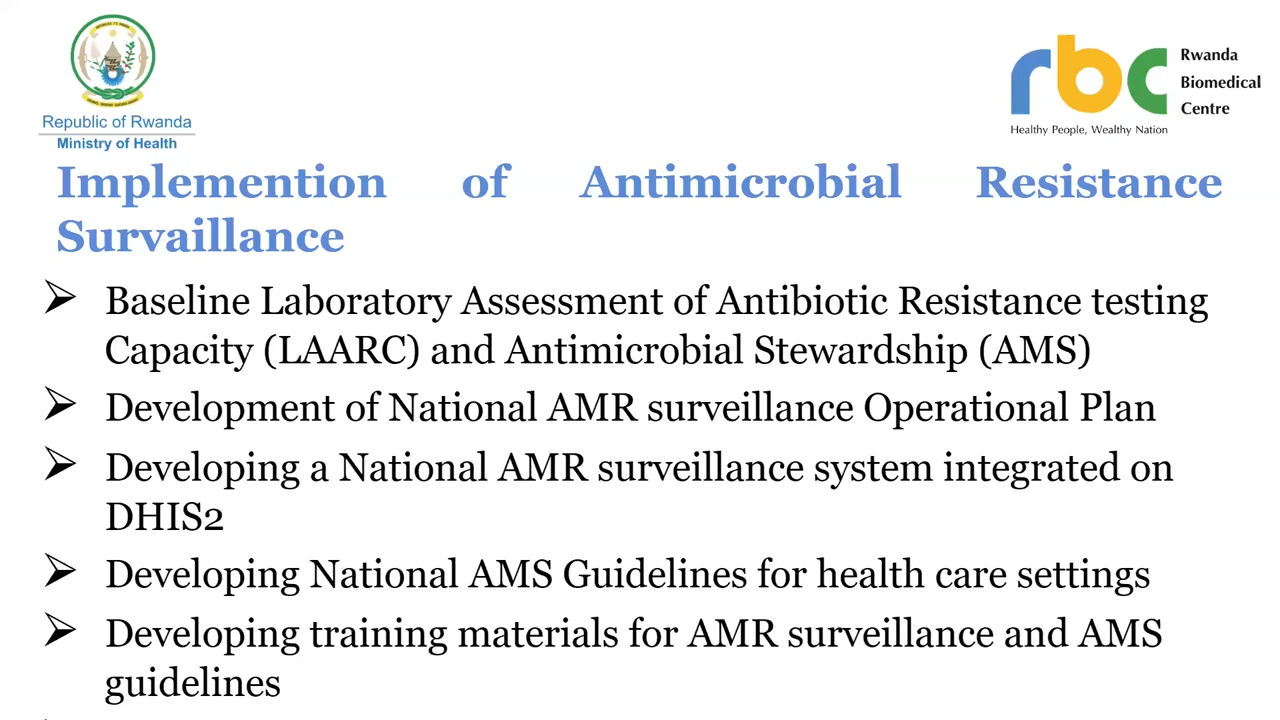 Republic of Rwanda
Ministry of Health
rbc
Rwanda
Biomedical
Centre
Healthy People, Wealthy Nation
Implemention of Antimicrobial Resistance
Survaillance
Baseline Laboratory Assessment of Antibiotic Resistance testing
Capacity (LAARC) and Antimicrobial Stewardship (AMS)
Development of National AMR surveillance Operational Plan
Developing a National AMR surveillance system integrated on
DHIS2
Developing National AMS Guidelines for health care settings
Developing training materials for AMR surveillance and AMS
guidelines